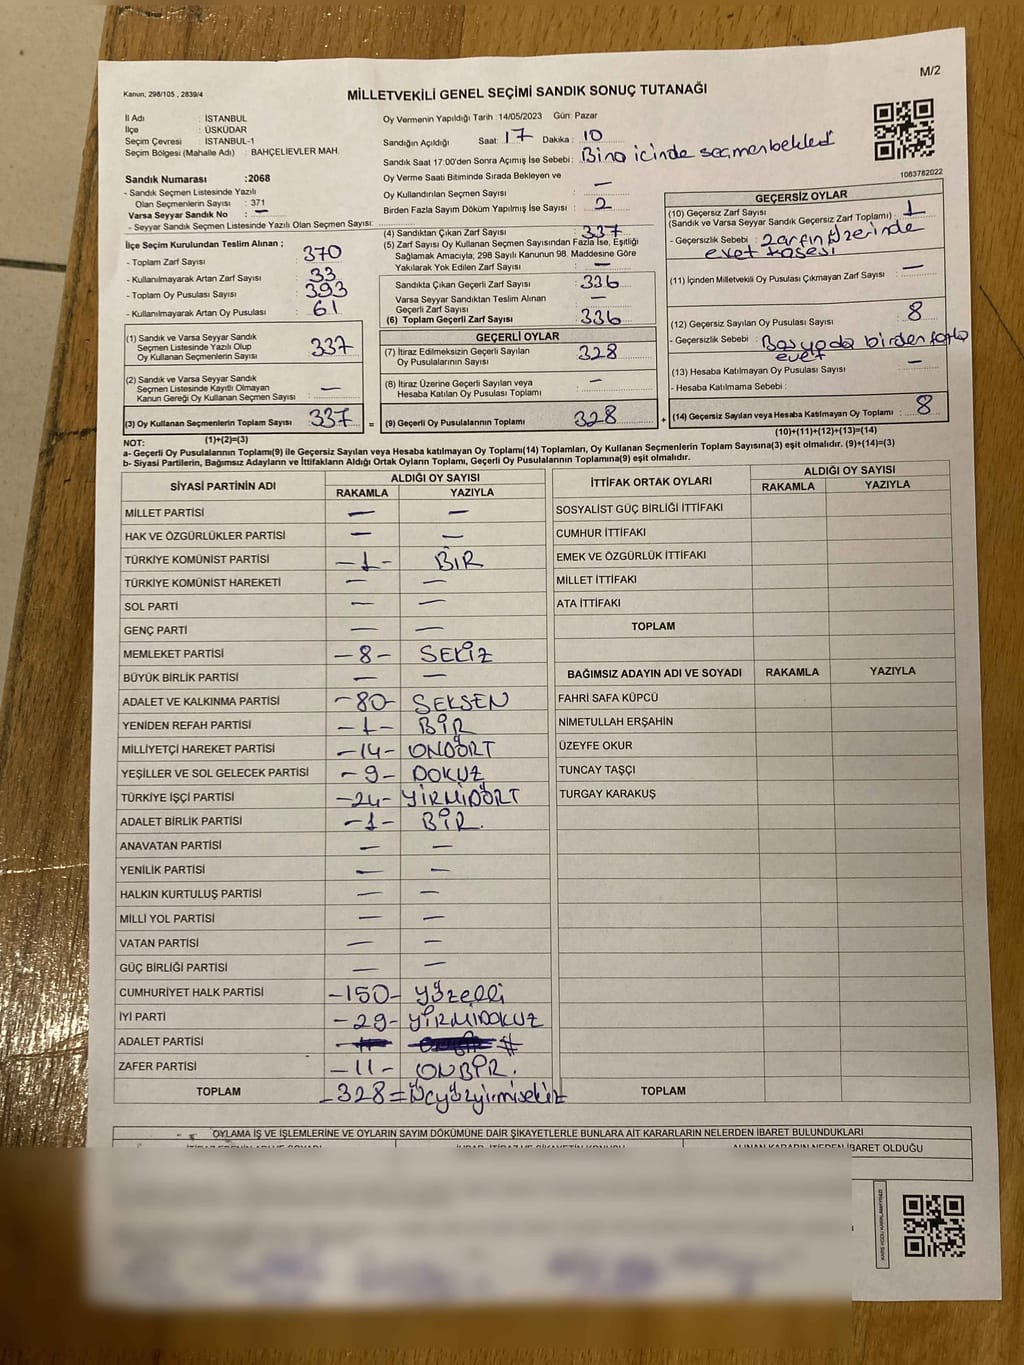 M/2
Kanun; 298/105 , 2839/4
MİLLETVEKİLİ GENEL SEÇİMİ SANDIK SONUÇ TUTANAĞI
İl Adı : İSTANBUL
İlçe : ÜSKÜDAR
Seçim Çevresi : İSTANBUL-1
Seçim Bölgesi (Mahalle Adı) : BAHÇELİEVLER MAH.
Sandık Numarası :2068
- Sandık Seçmen Listesinde Yazılı
Olan Seçmenlerin Sayısı : 371
Varsa Seyyar Sandık No : —
- Seyyar Sandık Seçmen Listesinde Yazılı Olan Seçmen Sayısı:
İlçe Seçim Kurulundan Teslim Alınan ;
- Toplam Zarf Sayısı : 370
- Kullanılmayarak Artan Zarf Sayısı : 33
- Toplam Oy Pusulası Sayısı : 393
- Kullanılmayarak Artan Oy Pusulası : 61
(1) Sandık ve Varsa Seyyar Sandık
Seçmen Listesinde Yazılı Olup
Oy Kullanan Seçmenlerin Sayısı : 337
(2) Sandık ve Varsa Seyyar Sandık
Seçmen Listesinde Kayıtlı Olmayan
Kanun Gereği Oy Kullanan Seçmen Sayısı : —
(3) Oy Kullanan Seçmenlerin Toplam Sayısı : 337 =
(1)+(2)=(3)
Oy Vermenin Yapıldığı Tarih :14/05/2023 Gün: Pazar
Sandığın Açıldığı Saat : 17 Dakika : 10
Sandık Saat 17:00'den Sonra Açılmış İse Sebebi : Bina içinde seçmen bekledi
Oy Verme Saati Bitiminde Sırada Bekleyen ve
Oy Kullandırılan Seçmen Sayısı : —
Birden Fazla Sayım Döküm Yapılmış İse Sayısı : 2
(4) Sandıktan Çıkan Zarf Sayısı : 337
(5) Zarf Sayısı Oy Kullanan Seçmen Sayısından Fazla İse, Eşitliği
Sağlamak Amacıyla; 298 Sayılı Kanunun 98. Maddesine Göre
Yakılarak Yok Edilen Zarf Sayısı : —
Sandıkta Çıkan Geçerli Zarf Sayısı : 336
Varsa Seyyar Sandıktan Teslim Alınan
Geçerli Zarf Sayısı : —
(6) Toplam Geçerli Zarf Sayısı : 336
GEÇERLİ OYLAR
(7) İtiraz Edilmeksizin Geçerli Sayılan
Oy Pusulası Toplamı : 328
(8) İtiraz Üzerine Geçerli Sayılan veya
Hesaba Katılan Oy Pusulası Toplamı : —
(9) Geçerli Oy Pusulalarının Toplamı : 328 +
1083782022
GEÇERSİZ OYLAR
(10) Geçersiz Zarf Sayısı
(Sandık ve Varsa Seyyar Sandık Geçersiz Zarf Toplamı) : 1
- Geçersizlik Sebebi : zarfın üzerinde
evet kaşesi
(11) İçinden Milletvekili Oy Pusulası Çıkmayan Zarf Sayısı : —
(12) Geçersiz Sayılan Oy Pusulası Sayısı : 8
- Geçersizlik Sebebi : birden fazla
evet
(13) Hesaba Katılmayan Oy Pusulası Sayısı : —
- Hesaba Katılmama Sebebi :
(14) Geçersiz Sayılan veya Hesaba Katılmayan Oy Toplamı : 8
(10)+(11)+(12)+(13)=(14)
NOT:
a- Geçerli Oy Pusulalarının Toplamı(9) ile Geçersiz Sayılan veya Hesaba katılmayan Oy Toplamı(14) Toplamları, Oy Kullanan Seçmenlerin Toplam Sayısına(3) eşit olmalıdır. (9)+(14)=(3)
b- Siyasi Partilerin, Bağımsız Adayların ve İttifakların Aldığı Ortak Oyların Toplamı, Geçerli Oy Pusulalarının Toplamına(9) eşit olmalıdır.
SİYASİ PARTİNİN ADI ALDIĞI OY SAYISI
RAKAMLA YAZIYLA
MİLLET PARTİSİ — —
HAK VE ÖZGÜRLÜKLER PARTİSİ — —
TÜRKİYE KOMÜNİST PARTİSİ -1- BİR
TÜRKİYE KOMÜNİST HAREKETİ — —
SOL PARTİ — —
GENÇ PARTİ — —
MEMLEKET PARTİSİ -8- SEKİZ
BÜYÜK BİRLİK PARTİSİ — —
ADALET VE KALKINMA PARTİSİ -80- SEKSEN
YENİDEN REFAH PARTİSİ -1- BİR
MİLLİYETÇİ HAREKET PARTİSİ -14- ONDÖRT
YEŞİLLER VE SOL GELECEK PARTİSİ -9- DOKUZ
TÜRKİYE İŞÇİ PARTİSİ -24- YİRMİDÖRT
ADALET BİRLİK PARTİSİ -1- BİR.
ANAVATAN PARTİSİ — —
YENİLİK PARTİSİ — —
HALKIN KURTULUŞ PARTİSİ — —
MİLLİ YOL PARTİSİ — —
VATAN PARTİSİ — —
GÜÇ BİRLİĞİ PARTİSİ — —
CUMHURİYET HALK PARTİSİ -150- yüzelli
İYİ PARTİ -29- YİRMİDOKUZ
ADALET PARTİSİ
ZAFER PARTİSİ -11- ONBİR.
TOPLAM -328= Üçyüzyirmisekiz
İTTİFAK ORTAK OYLARI ALDIĞI OY SAYISI
RAKAMLA YAZIYLA
SOSYALİST GÜÇ BİRLİĞİ İTTİFAKI
CUMHUR İTTİFAKI
EMEK VE ÖZGÜRLÜK İTTİFAKI
MİLLET İTTİFAKI
ATA İTTİFAKI
TOPLAM
BAĞIMSIZ ADAYIN ADI VE SOYADI RAKAMLA YAZIYLA
FAHRİ SAFA KÜPCÜ
NİMETULLAH ERŞAHİN
ÜZEYFE OKUR
TUNCAY TAŞÇI
TURGAY KARAKUŞ
TOPLAM
OYLAMA İŞ VE İŞLEMLERİNE VE OYLARIN SAYIM DÖKÜMÜNE DAİR ŞİKAYETLERLE BUNLARA AİT KARARLARIN NELERDEN İBARET BULUNDUKLARI
ALINAN KARARIN NEDEN İBARET OLDUĞU